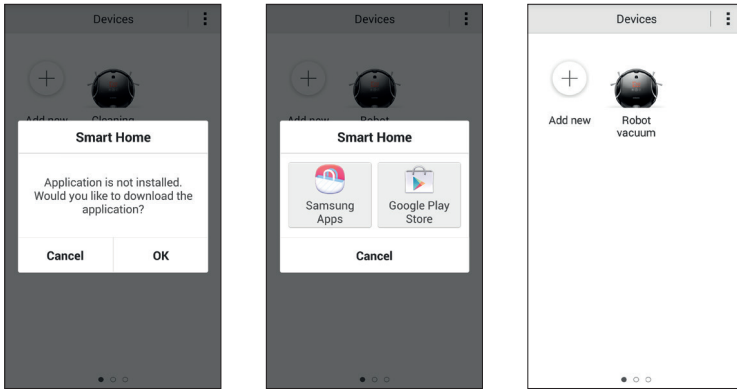 Devices
Add new
Cleaning
Smart Home
Application is not installed.
Would you like to download the
application?
Cancel
OK
Devices
Add new
Robot
Smart Home
Samsung
Apps
Google Play
Store
Cancel
Devices
Add new
Robot
vacuum